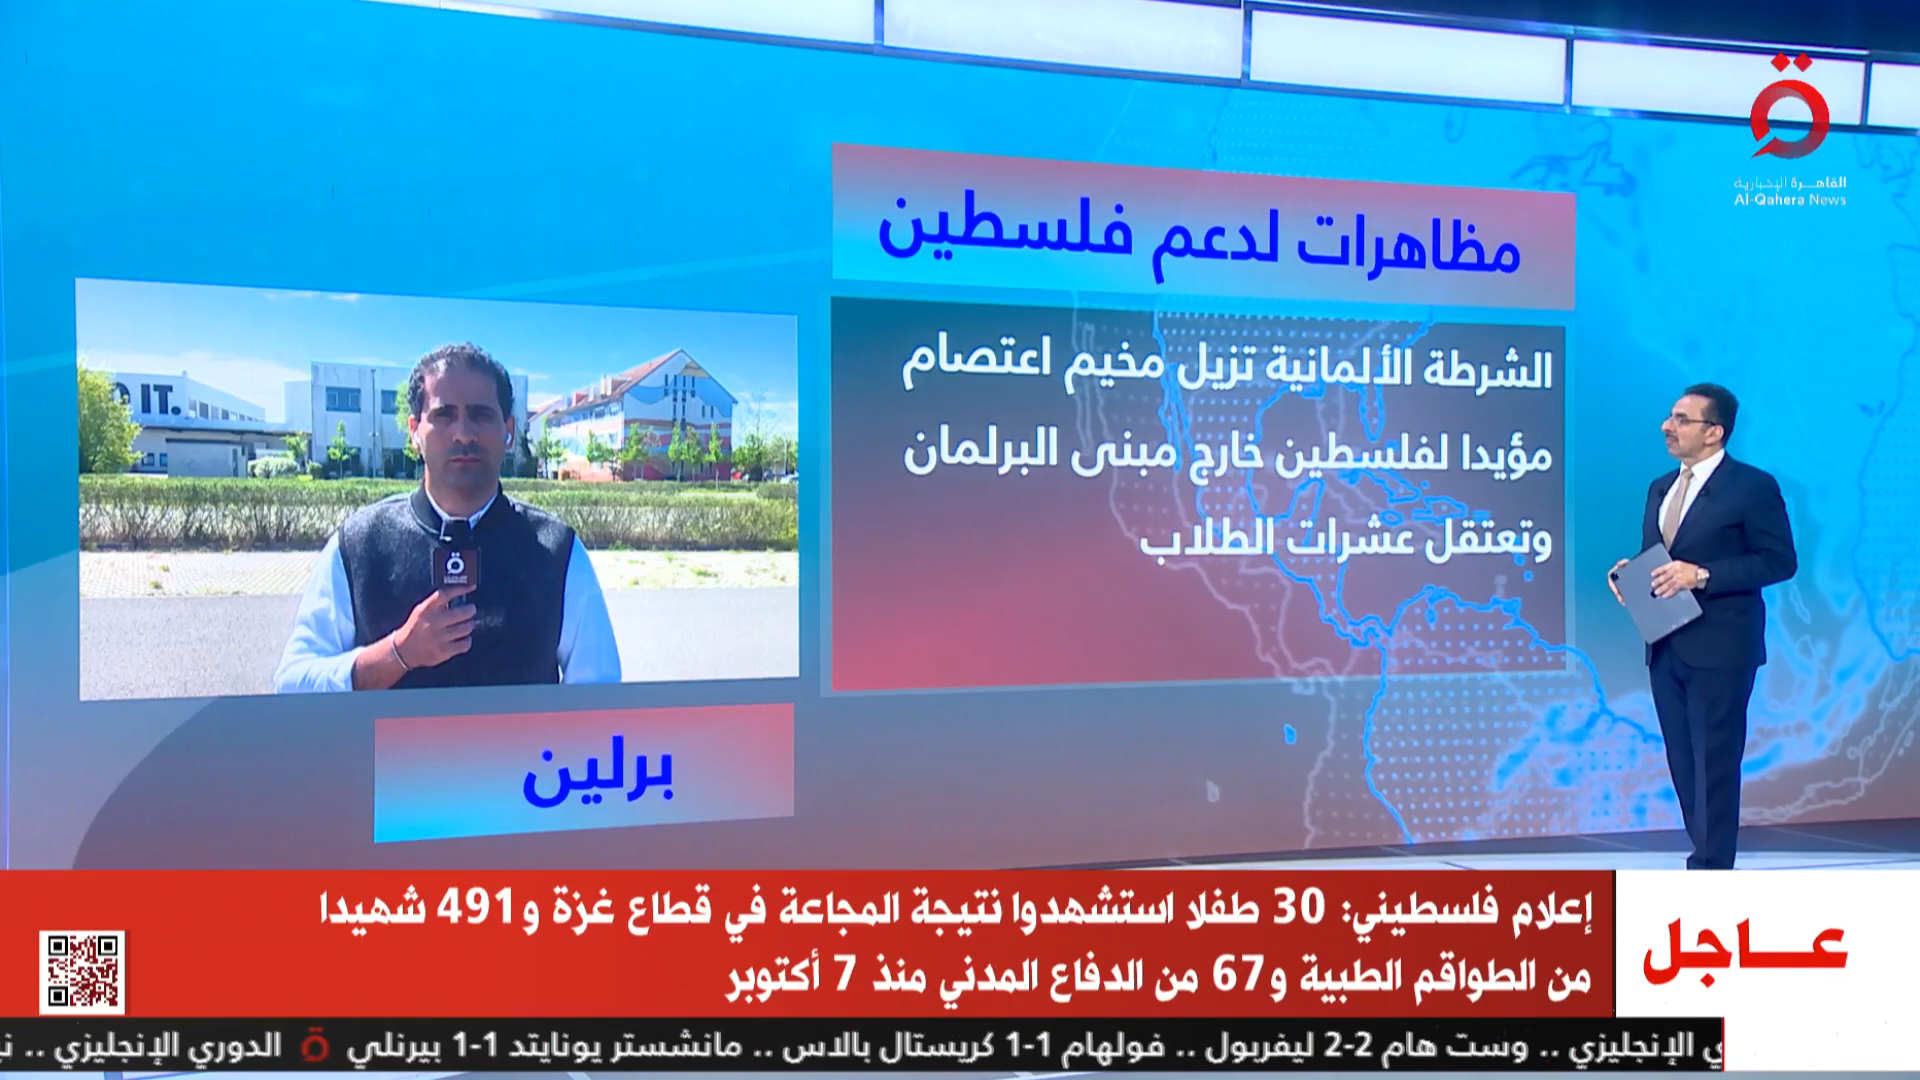 القاهرة الإخبارية
Al-Qahera News
مظاهرات لدعم فلسطين
الشرطة الألمانية تزيل مخيم اعتصام
مؤيدا لفلسطين خارج مبنى البرلمان
وتعتقل عشرات الطلاب
IT.
برلين
عاجل
إعلام فلسطيني: 30 طفلا استشهدوا نتيجة المجاعة في قطاع غزة و491 شهيدا
من الطواقم الطبية و67 من الدفاع المدني منذ 7 أكتوبر
الإنجليزي .. وست هام 2-2 ليفربول .. فولهام 1-1 كريستال بالاس .. مانشستر يونايتد 1-1 بيرنلي الدوري الإنجليزي ..